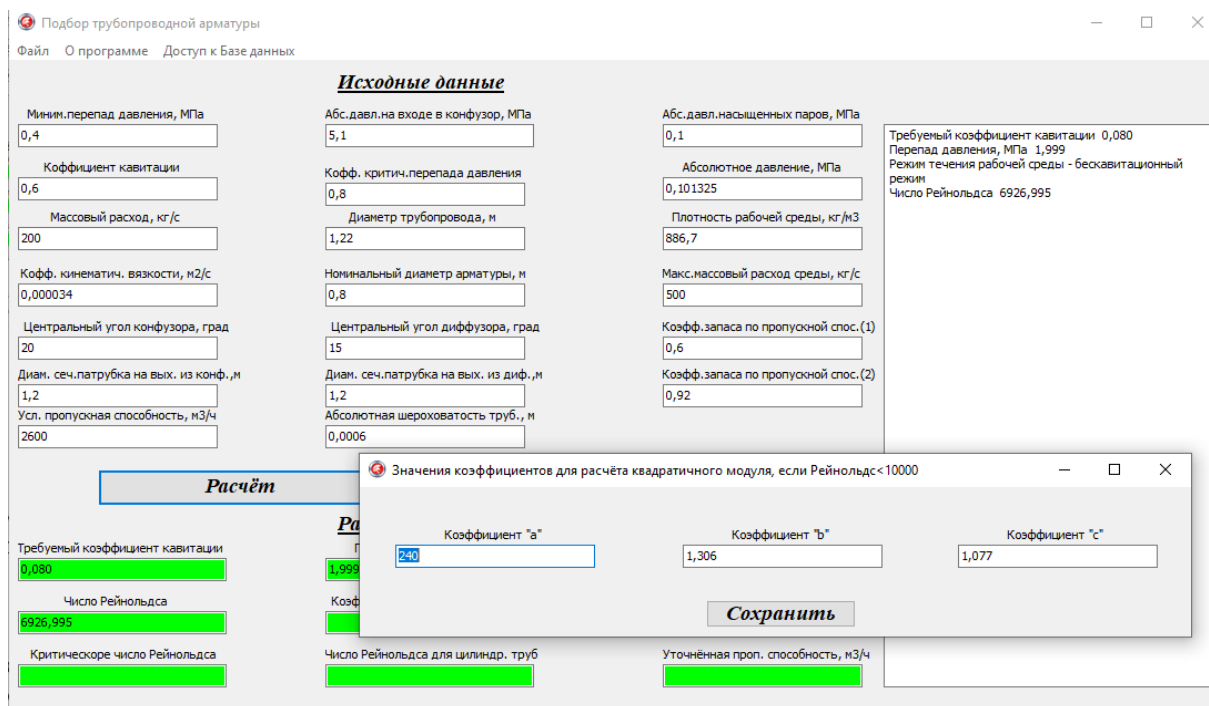 Подбор трубопроводной арматуры
Файл О программе Доступ к Базе данных
Исходные данные
Миним.перепад давления, МПа
Абс.давл.на входе в конфузор, МПа
Абс.давл.насыщенных паров, МПа
0,4
5,1
0,1
Коффициент кавитации
Кофф. критич.перепада давления
Абсолютное давление, МПа
0,6
0,8
0,101325
Массовый расход, кг/с
Диаметр трубопровода, м
Плотность рабочей среды, кг/м3
200
1,22
886,7
Кофф. кинематич. вязкости, м2/с
Номинальный диаметр арматуры, м
Макс.массовый расход среды, кг/с
0,000034
0,8
500
Центральный угол конфузора, град
Центральный угол диффузора, град
Коэфф.запаса по пропускной спос.(1)
20
15
0,6
Диам. сеч.патрубка на вых. из конф.,м
Диам. сеч.патрубка на вых. из диф.,м
Коэфф.запаса по пропускной спос.(2)
1,2
1,2
0,92
Усл. пропускная способность, м3/ч
Абсолютная шероховатость труб., м
2600
0,0006
Требуемый коэффициент кавитации 0,080
Перепад давления, МПа 1,999
Режим течения рабочей среды - бескавитационный
режим
Число Рейнольдса 6926,995
Расчёт
Ра
Требуемый коэффициент кавитации
0,080
1,999
Число Рейнольдса
Коэф
6926,995
Критическоре число Рейнольдса
Число Рейнольдса для цилиндр. труб
Уточнённая проп. способность, м3/ч
Значения коэффициентов для расчёта квадратичного модуля, если Рейнольдс<10000
Коэффициент "a"
Коэффициент "b"
Коэффициент "c"
240
1,306
1,077
Сохранить